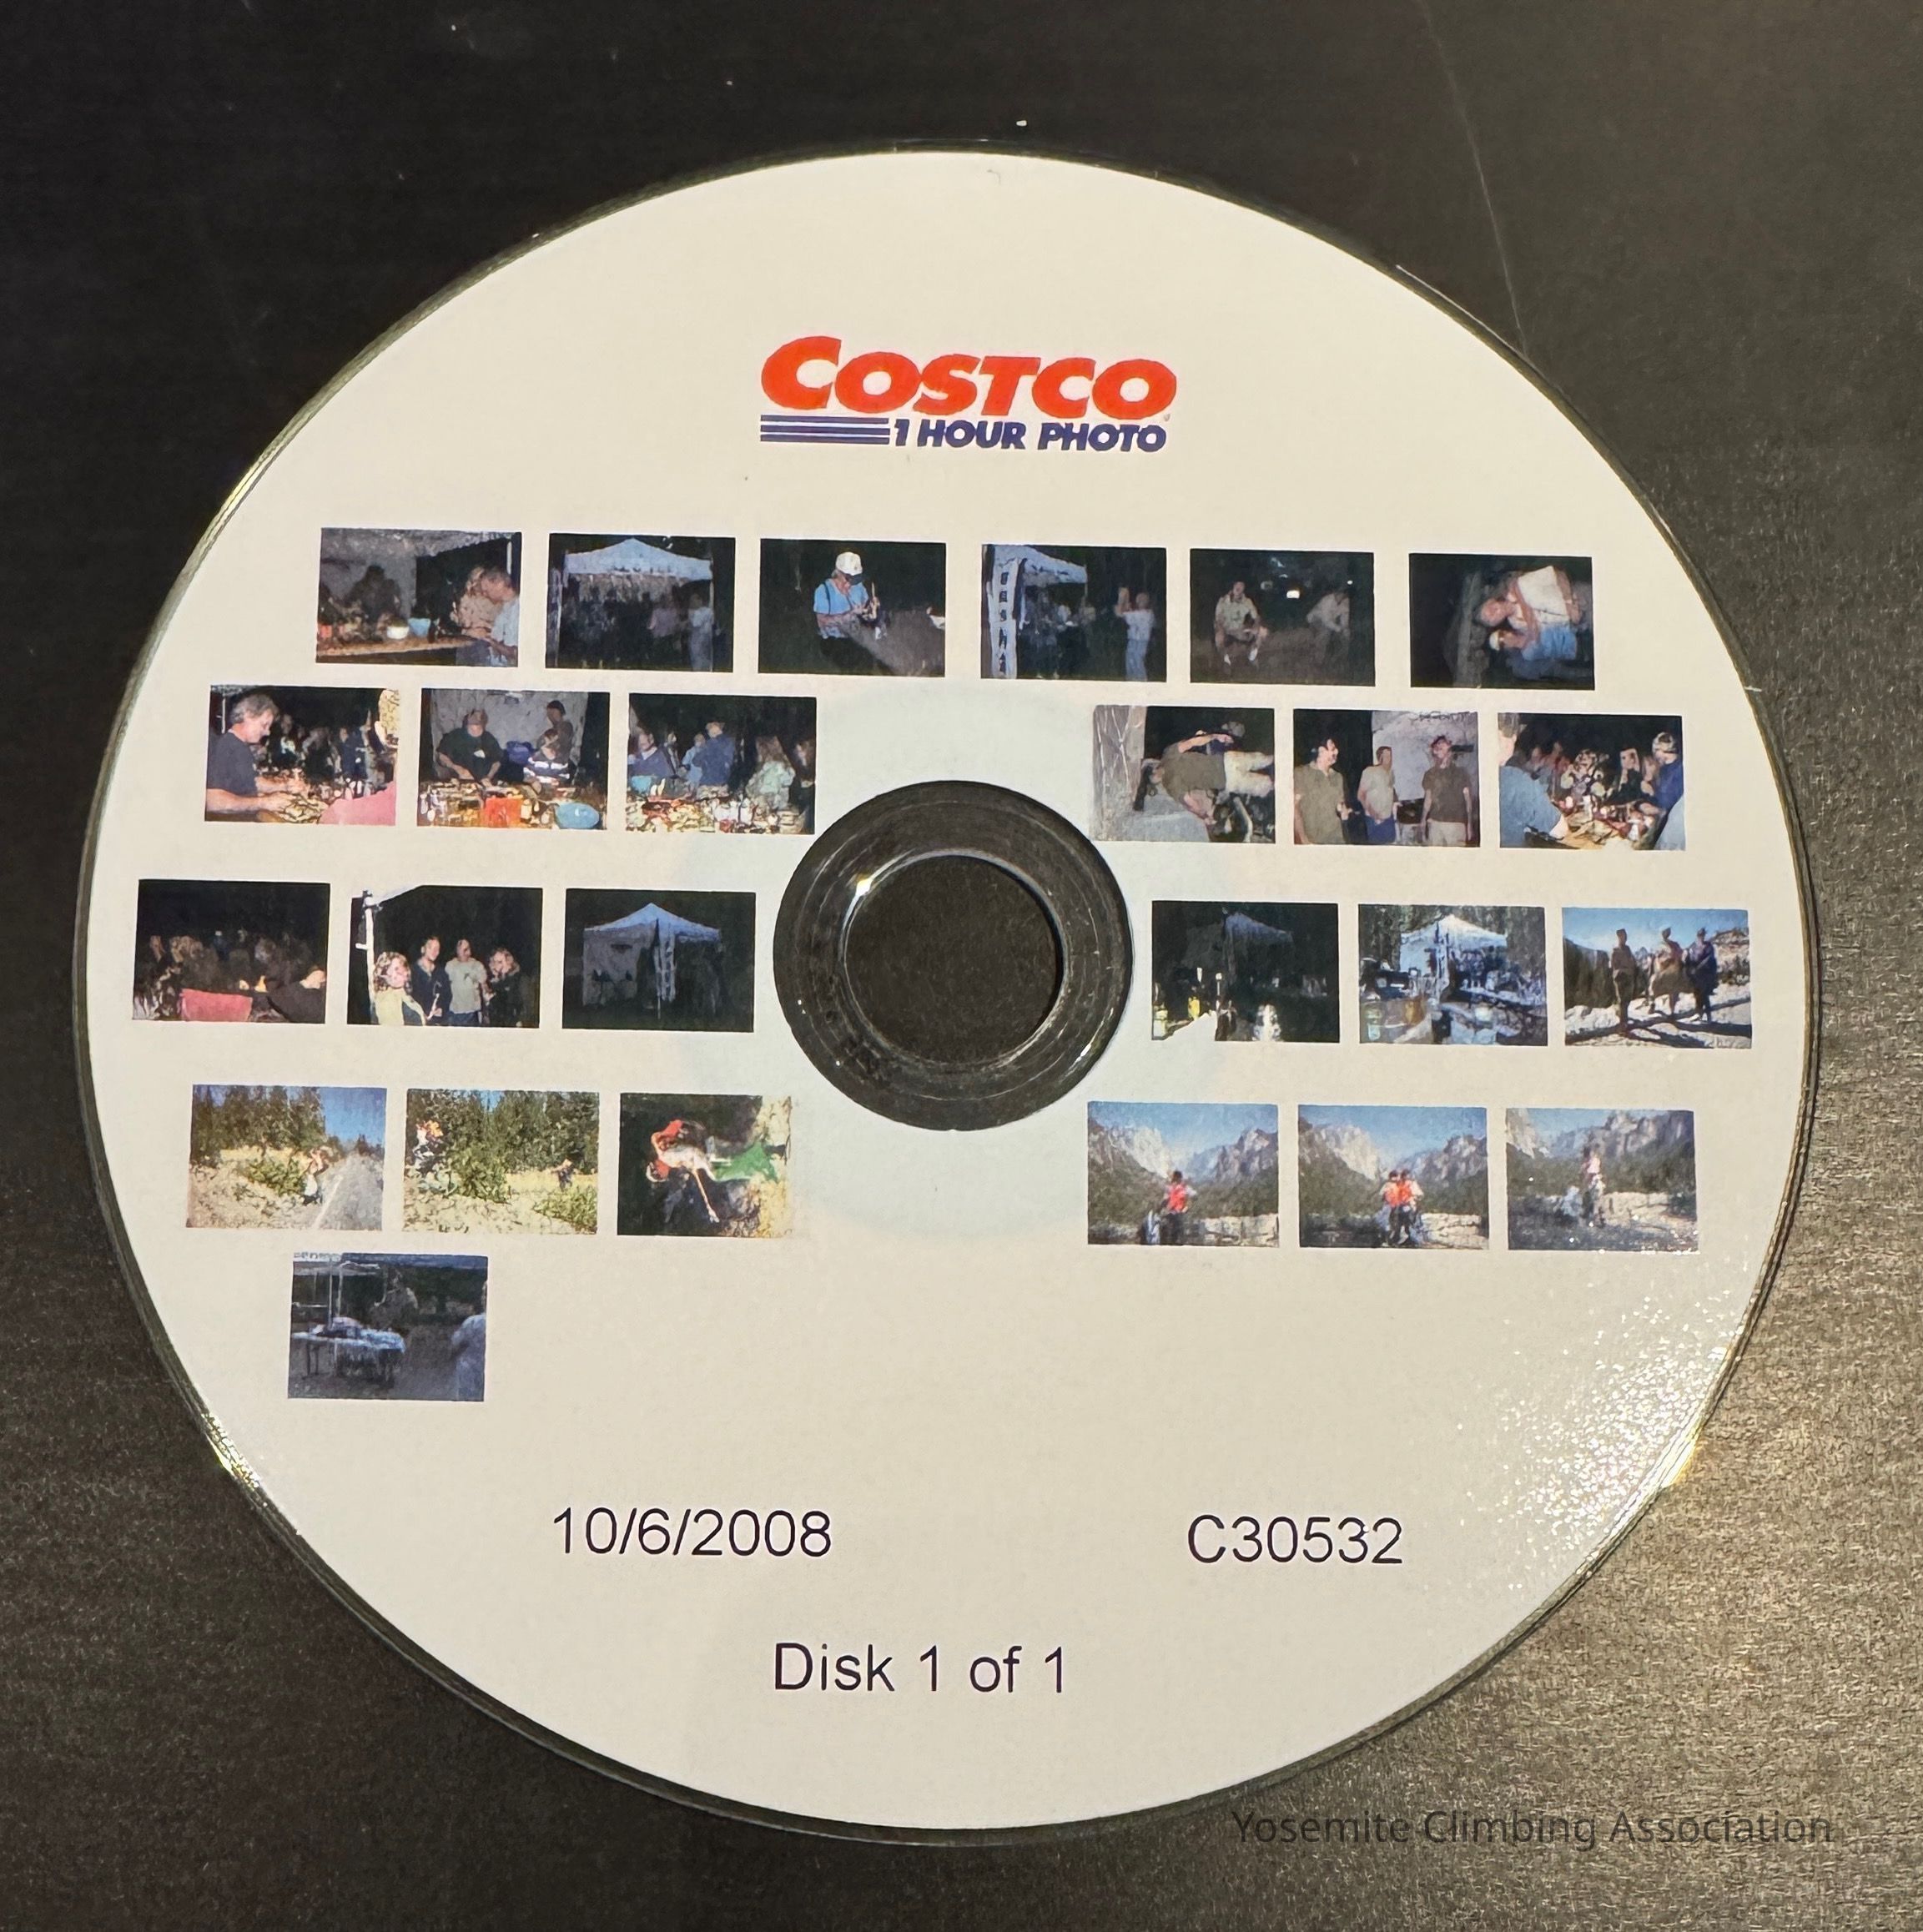 COSTCO
1 HOUR PHOTO
10/6/2008 C30532
Disk 1 of 1
Yosemite Climbing Association